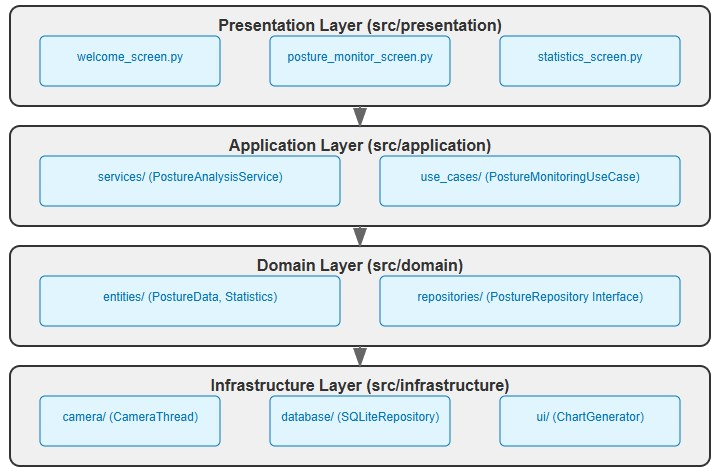 Presentation Layer (src/presentation)
welcome_screen.py
posture_monitor_screen.py
statistics_screen.py
Application Layer (src/application)
services/ (PostureAnalysisService)
use_cases/ (PostureMonitoringUseCase)
Domain Layer (src/domain)
entities/ (PostureData, Statistics)
repositories/ (PostureRepository Interface)
Infrastructure Layer (src/infrastructure)
camera/ (CameraThread)
database/ (SQLiteRepository)
ui/ (ChartGenerator)